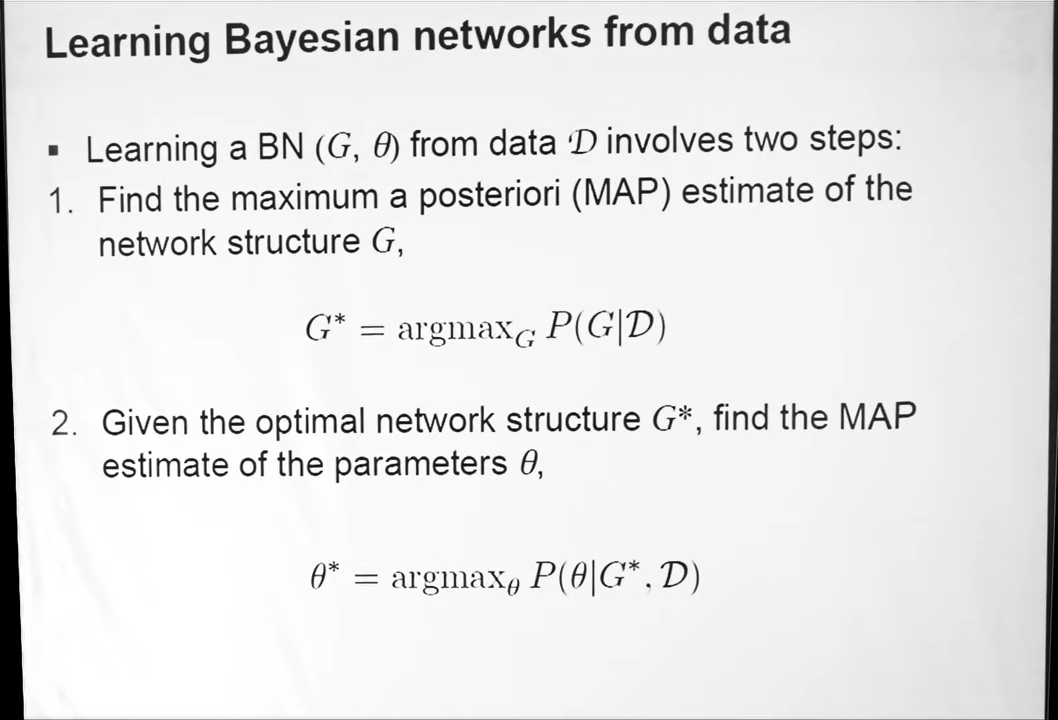 Learning Bayesian networks from data
▪ Learning a BN (G, θ) from data 𝒟 involves two steps:
1. Find the maximum a posteriori (MAP) estimate of the
network structure G,
G* = argmax_G P(G|𝒟)
2. Given the optimal network structure G*, find the MAP
estimate of the parameters θ,
θ* = argmax_θ P(θ|G*, 𝒟)